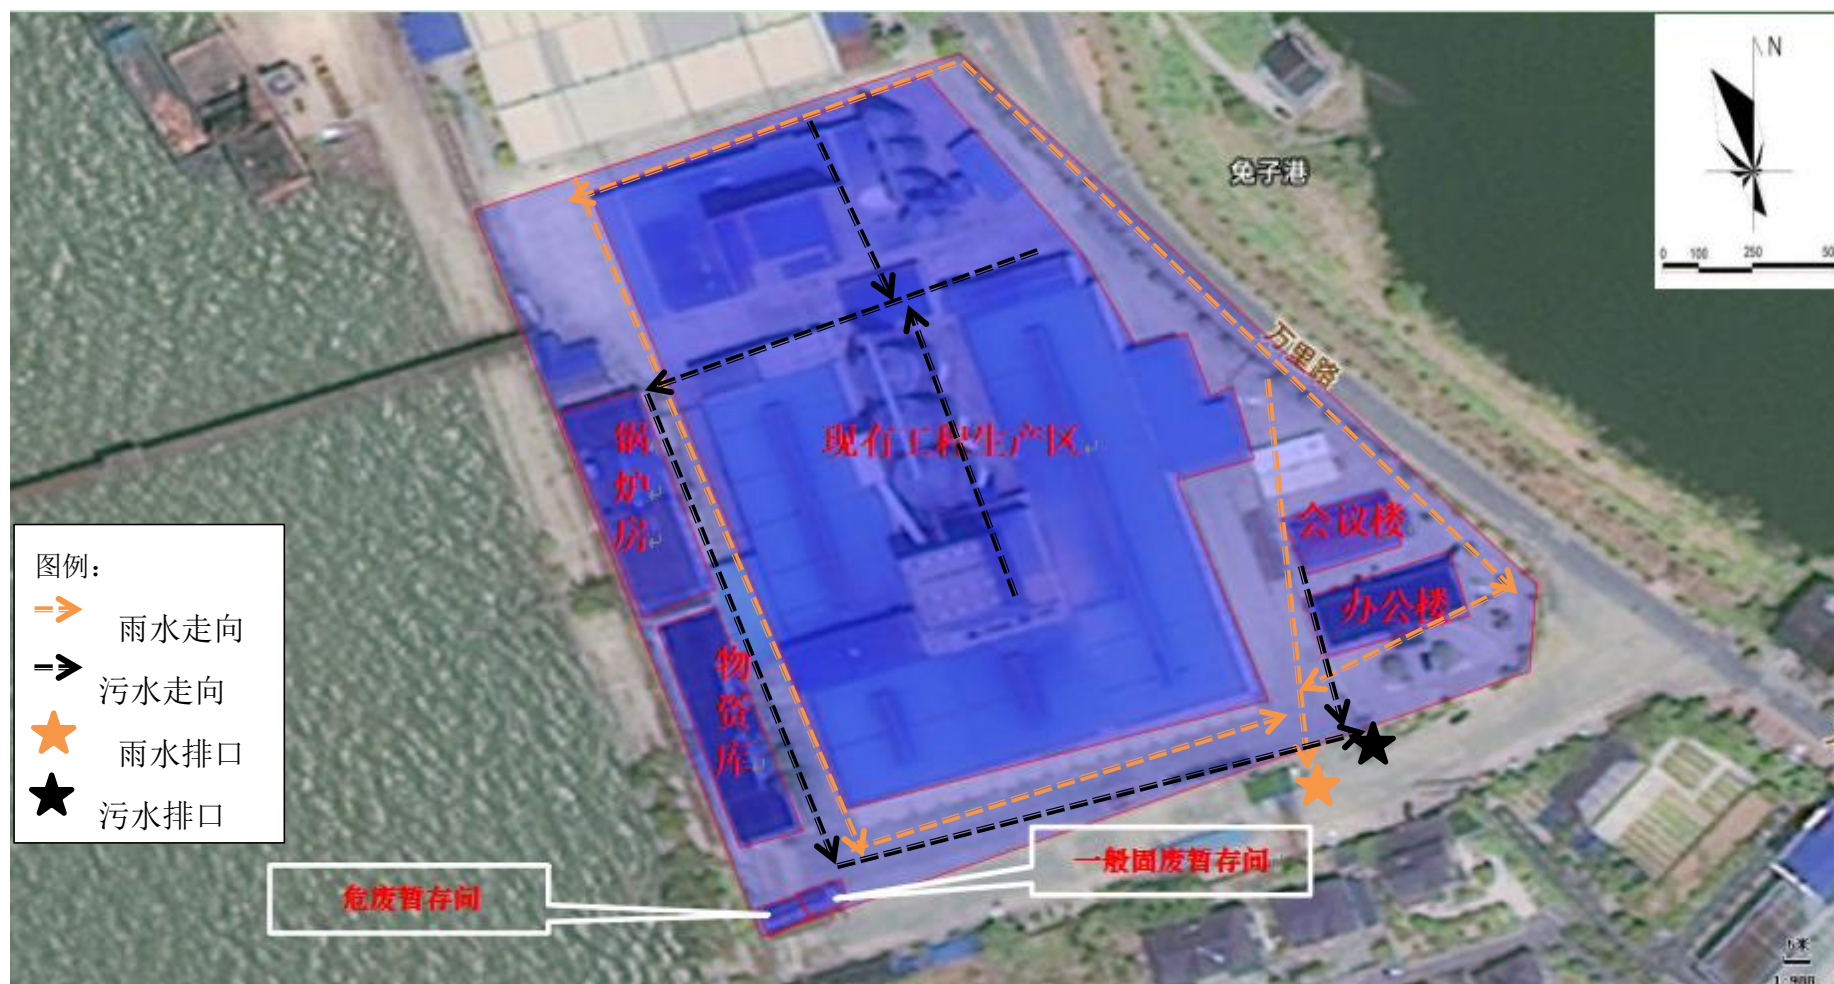 N
0 100 250 50
兔子港
万里路
锅炉房
现有工程生产区
会议楼
办公楼
物资库
图例：
雨水走向
污水走向
雨水排口
污水排口
危废暂存间
一般固废暂存间
1:900